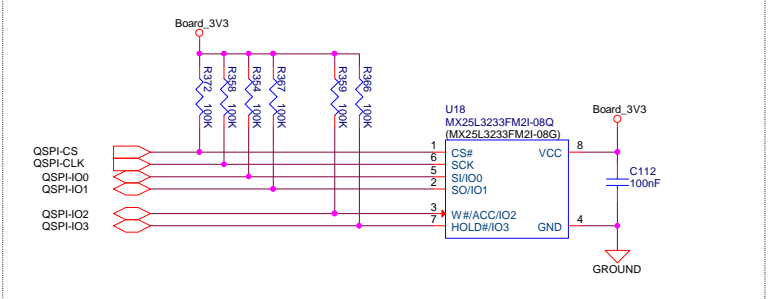 Board_3V3
R372 100K
R358 100K
R354 100K
R367 100K
R359 100K
R366 100K
U18
MX25L3233FM2I-08Q
(MX25L3233FM2I-08G)
Board_3V3
QSPI-CS 1 CS# VCC 8
QSPI-CLK 6 SCK
QSPI-IO0 5 SI/IO0
QSPI-IO1 2 SO/IO1
C112
100nF
QSPI-IO2 3 W#/ACC/IO2
QSPI-IO3 7 HOLD#/IO3 GND 4
GROUND